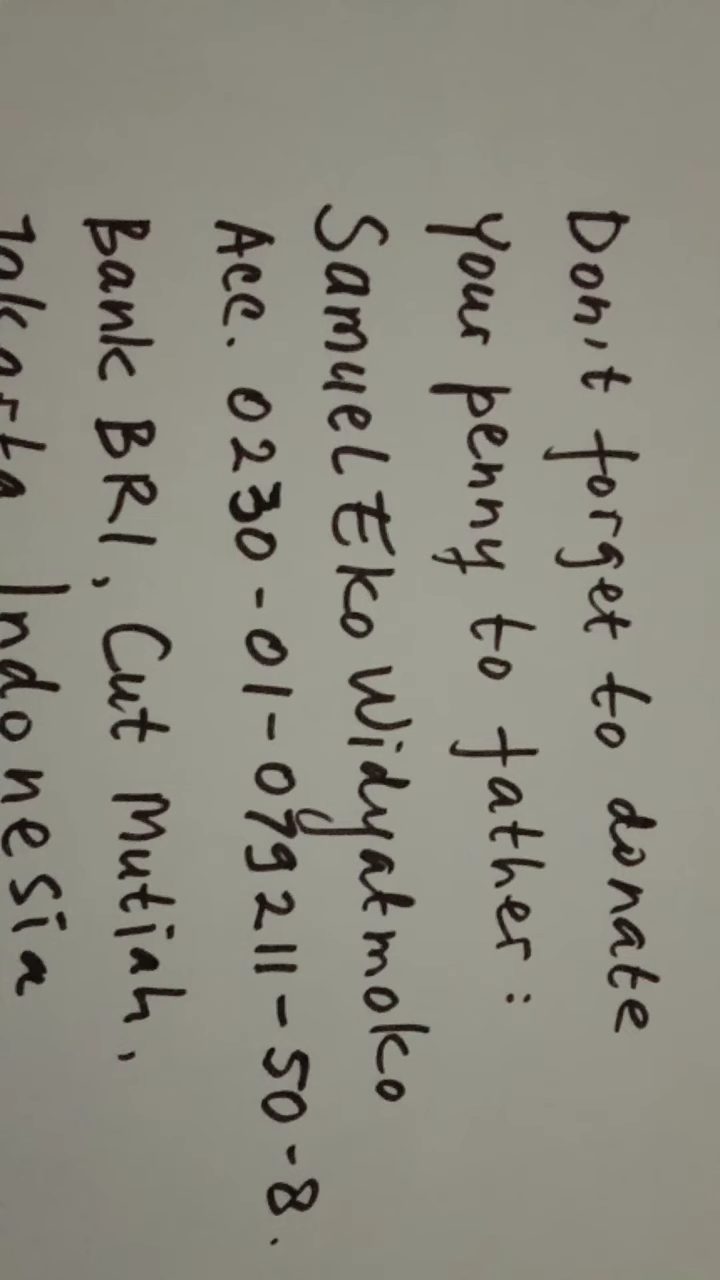 Don't forget to donate
your penny to father:
Samuel Eko Widyatmoko
Acc. 0230-01-079211-50-8.
Bank BRI, Cut Mutiah,
Jakarta Indonesia